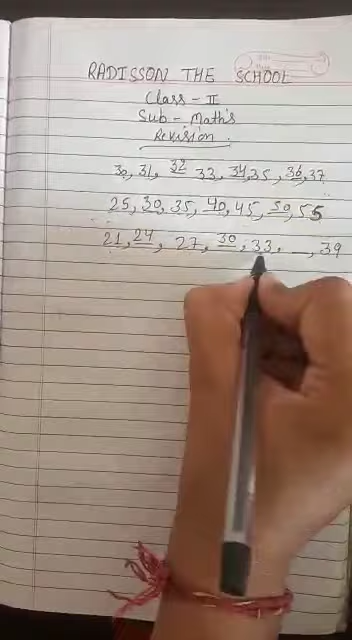 RADISSON THE SCHOOL
Class - II
Sub - Math's
Revision.
30, 31, 32 33, 34, 35, 36, 37
25, 30, 35, 40, 45, 50, 55
21, 24, 27, 30, 33, __, 39